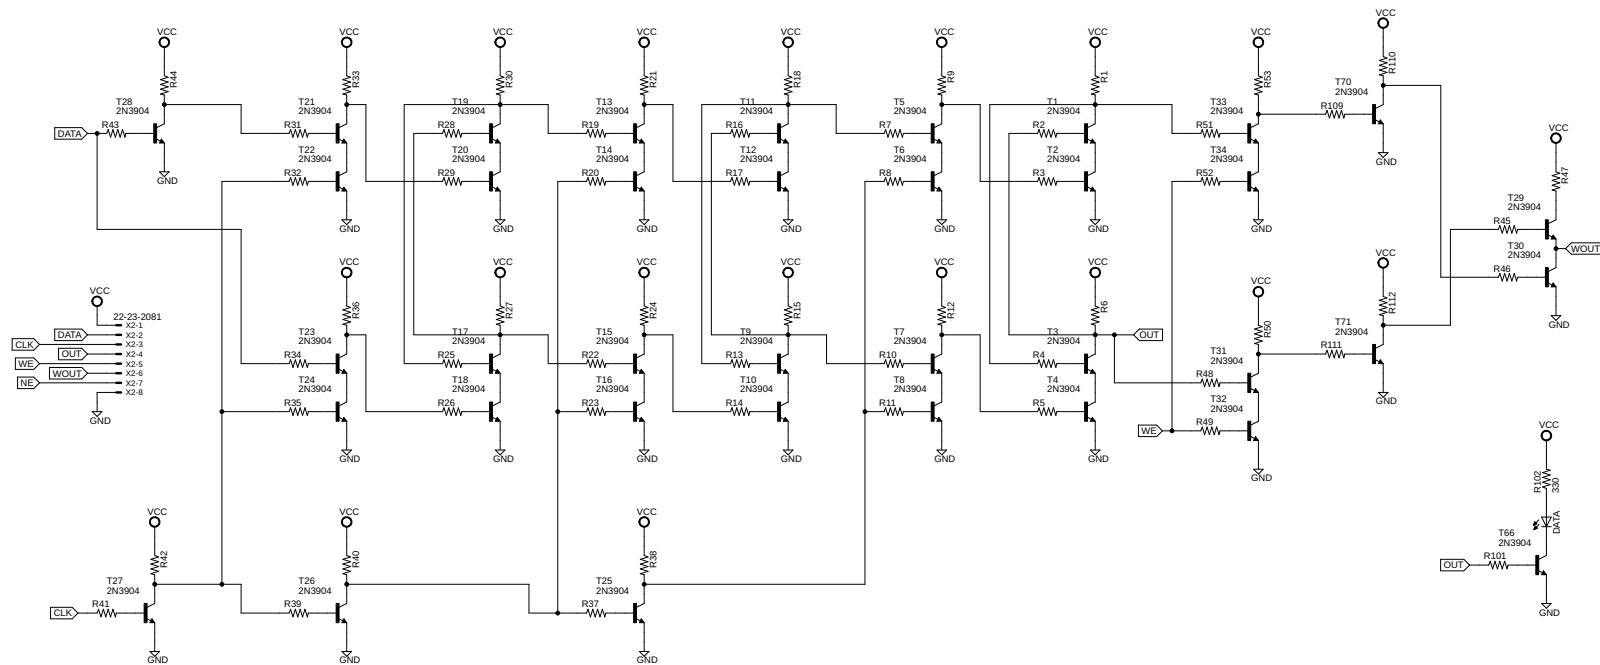 VCC
VCC
VCC
VCC
VCC
VCC
VCC
VCC
VCC
R44
R33
R30
R21
R18
R9
R1
R53
R110
T28
2N3904
T21
2N3904
T19
2N3904
T13
2N3904
T11
2N3904
T5
2N3904
T1
2N3904
T33
2N3904
T70
2N3904
DATA
R43
R31
R28
R19
R16
R7
R2
R51
R109
GND
T22
2N3904
T20
2N3904
T14
2N3904
T12
2N3904
T6
2N3904
T2
2N3904
T34
2N3904
GND
R32
R29
R20
R17
R8
R3
R52
GND
GND
GND
GND
GND
GND
GND
VCC
R47
T29
2N3904
R45
T30
2N3904
WOUT
R46
GND
VCC
VCC
VCC
VCC
VCC
VCC
VCC
VCC
R36
R27
R24
R15
R12
R6
R50
R112
VCC
22-23-2081
X2-1
DATA
X2-2
CLK
X2-3
OUT
X2-4
WE
X2-5
WOUT
X2-6
NE
X2-7
X2-8
GND
T23
2N3904
T17
2N3904
T15
2N3904
T9
2N3904
T7
2N3904
T3
2N3904
OUT
T31
2N3904
T71
2N3904
R34
R25
R22
R13
R10
R4
R48
R111
GND
T24
2N3904
T18
2N3904
T16
2N3904
T10
2N3904
T8
2N3904
T4
2N3904
T32
2N3904
R35
R26
R23
R14
R11
R5
WE
R49
GND
GND
GND
GND
GND
GND
GND
VCC
R102
330
DATA
T66
2N3904
OUT
R101
GND
VCC
VCC
VCC
R42
R40
R38
T27
2N3904
T26
2N3904
T25
2N3904
CLK
R41
R39
R37
GND
GND
GND